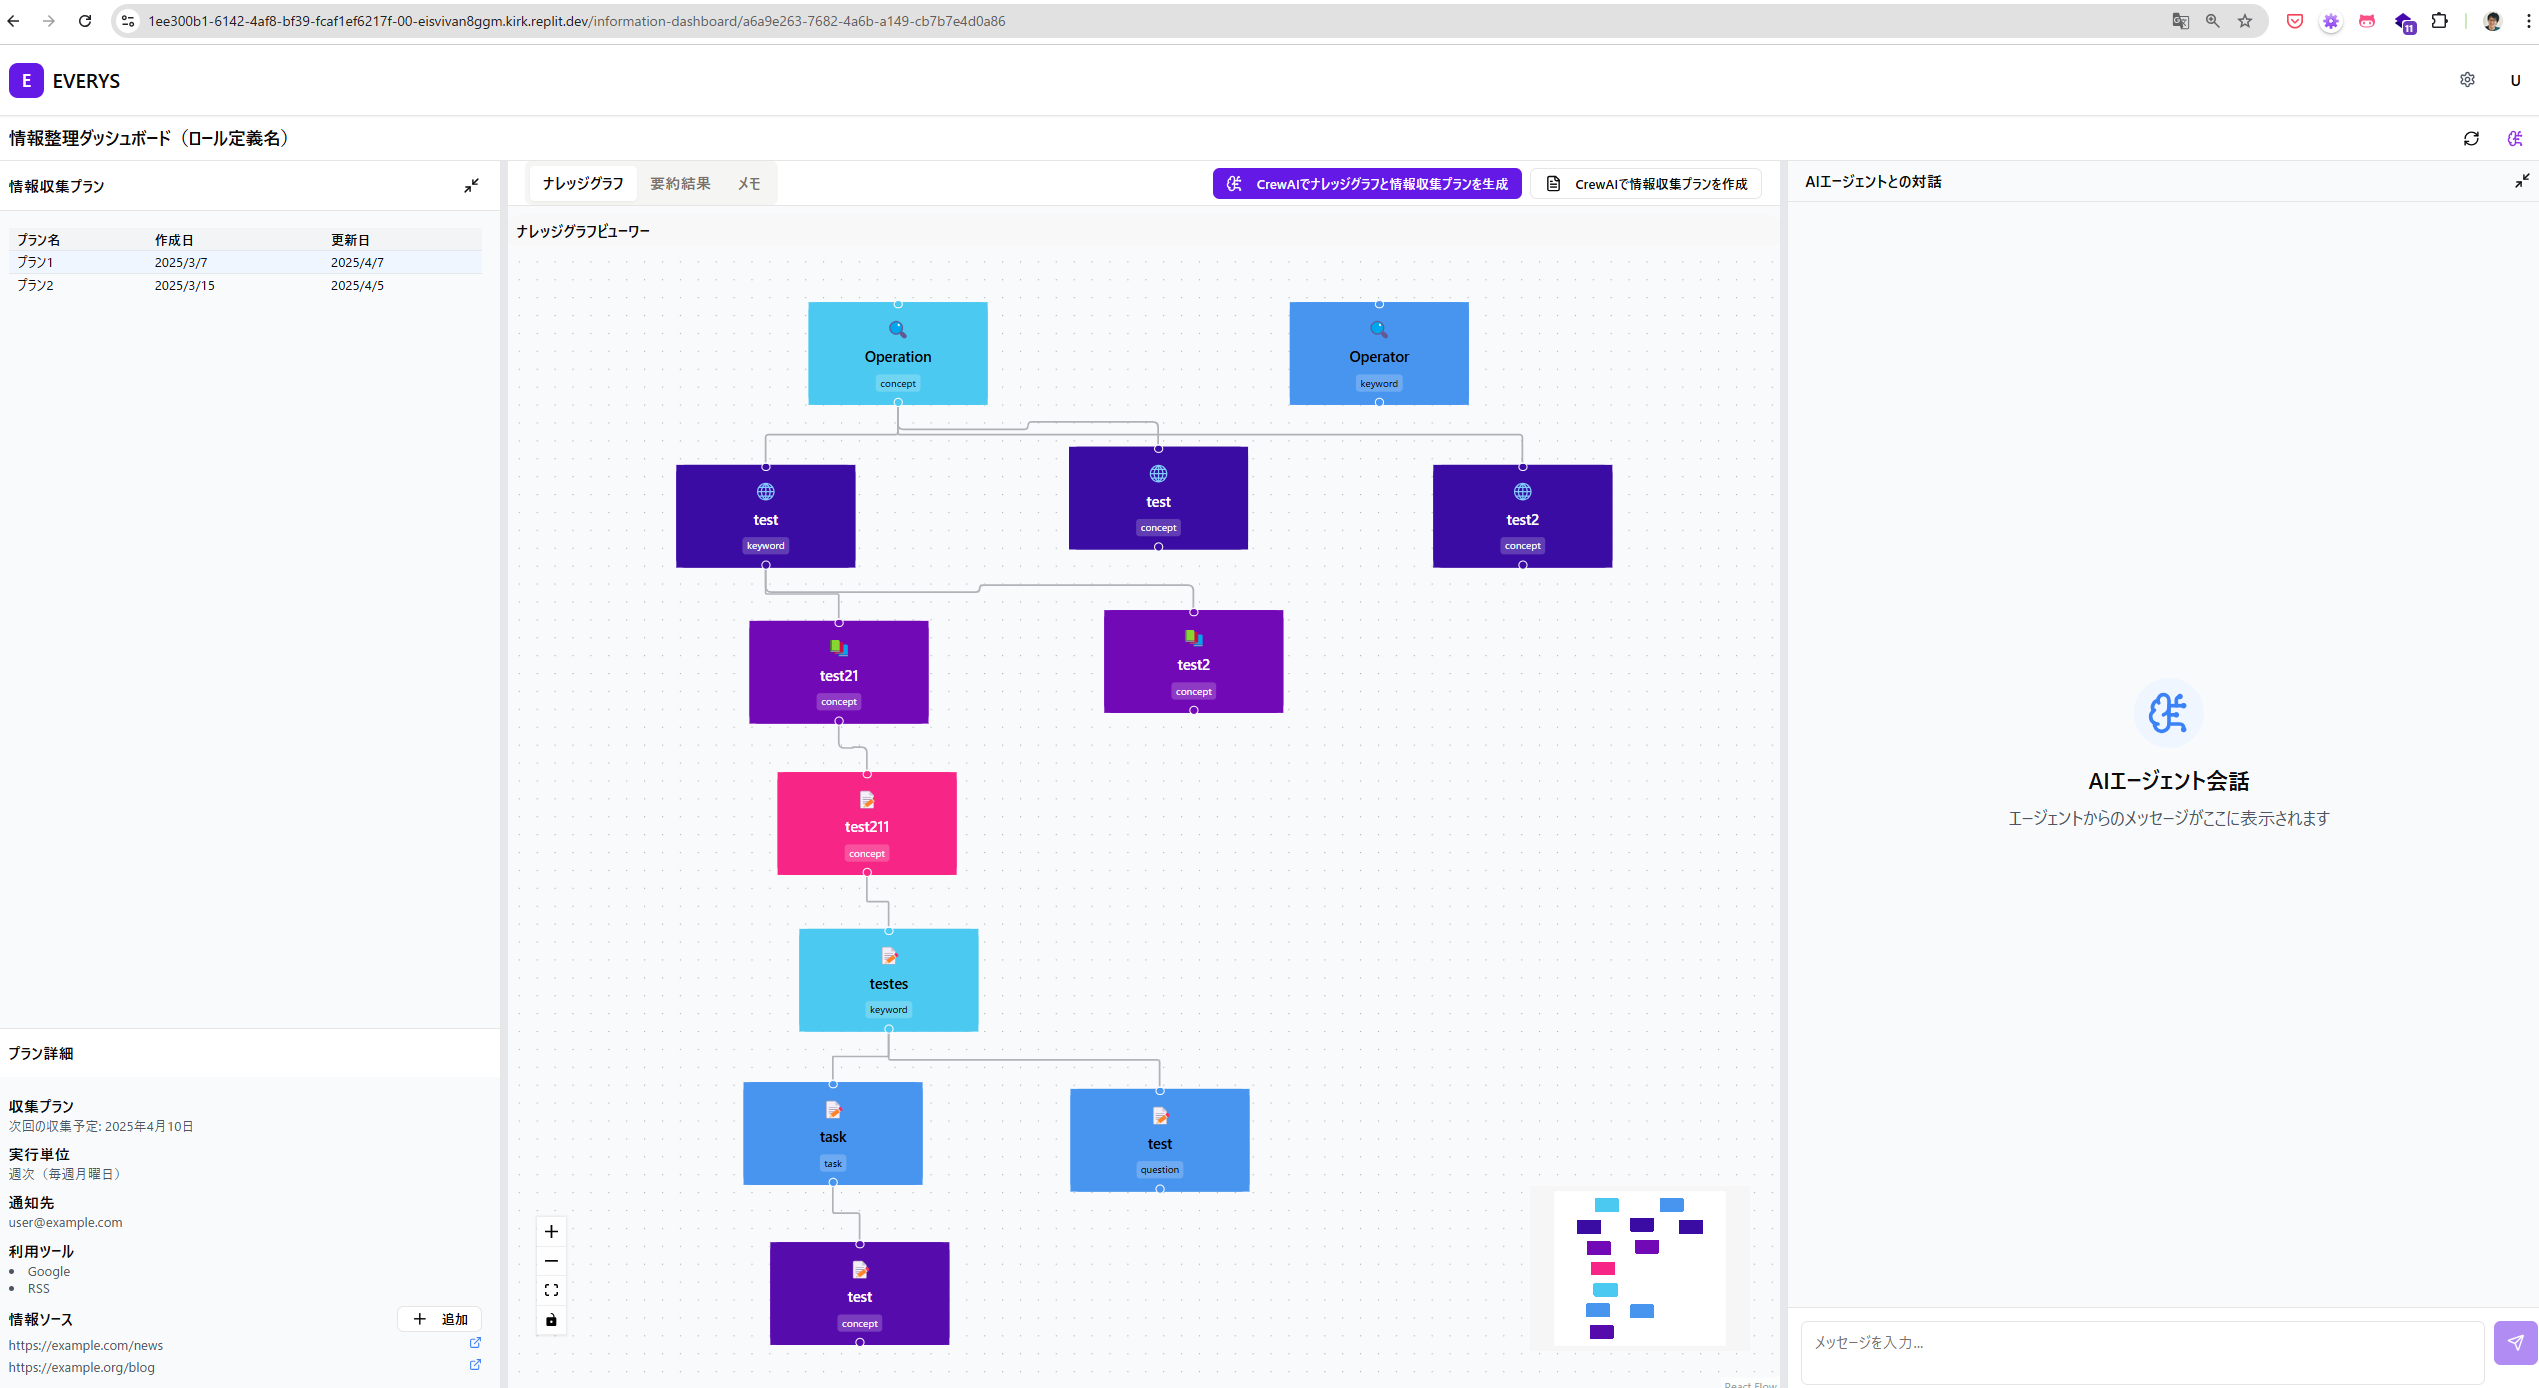 1ee300b1-6142-4af8-bf39-fcaf1ef6217f-00-eisvivan8ggm.kirk.replit.dev/information-dashboard/a6a9e263-7682-4a6b-a149-cb7b7e4d0a86
11
E EVERYS
U
情報整理ダッシュボード（ロール定義名）
情報収集プラン
プラン名 作成日 更新日
プラン1 2025/3/7 2025/4/7
プラン2 2025/3/15 2025/4/5
プラン詳細
収集プラン
次回の収集予定: 2025年4月10日
実行単位
週次（毎週月曜日）
通知先
user@example.com
利用ツール
• Google
• RSS
情報ソース + 追加
https://example.com/news
https://example.org/blog
ナレッジグラフ 要約結果 メモ
CrewAIでナレッジグラフと情報収集プランを生成
CrewAIで情報収集プランを作成
ナレッジグラフビューワー
Operation
concept
Operator
keyword
test
keyword
test
concept
test2
concept
test21
concept
test2
concept
test211
concept
testes
keyword
task
task
test
question
test
concept
React Flow
AIエージェントとの対話
AIエージェント会話
エージェントからのメッセージがここに表示されます
メッセージを入力...